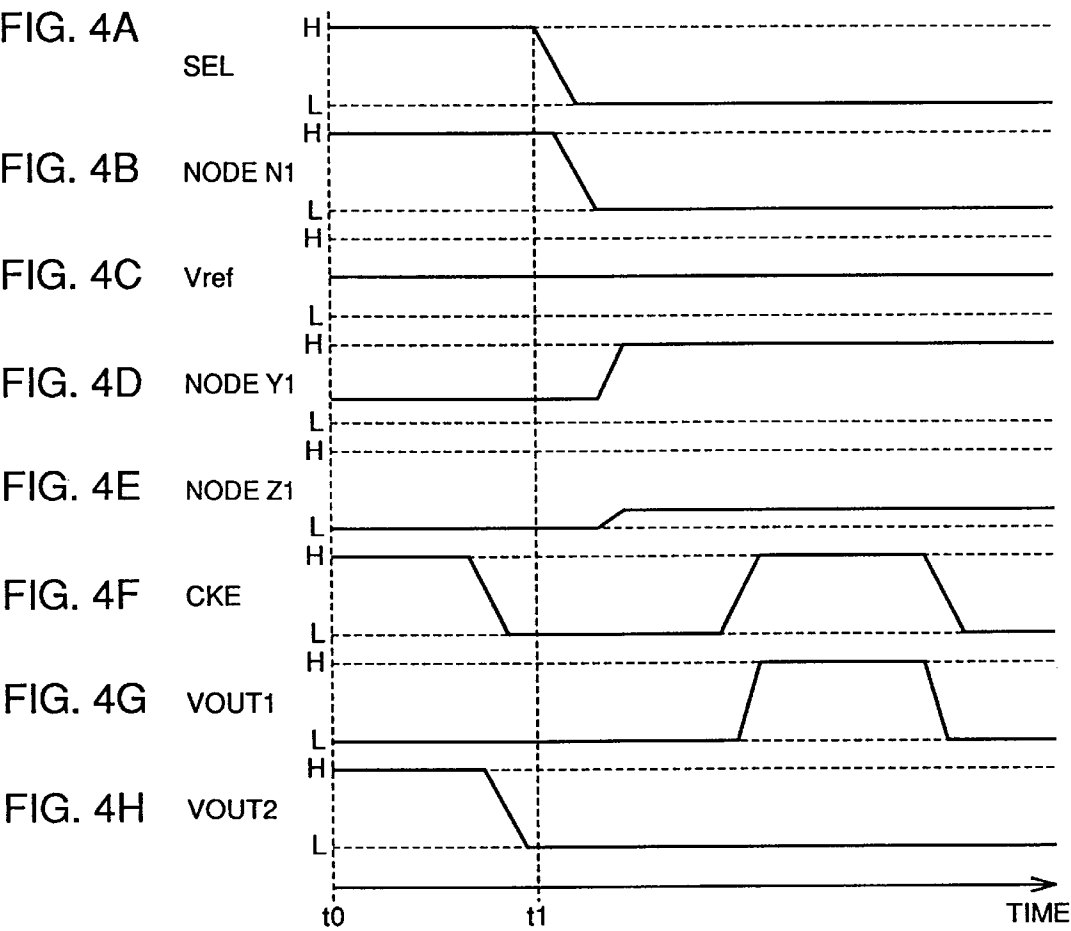 FIG. 4A SEL H L
FIG. 4B NODE N1 H L
FIG. 4C Vref H L
FIG. 4D NODE Y1 H L
FIG. 4E NODE Z1 H L
FIG. 4F CKE H L
FIG. 4G VOUT1 H L
FIG. 4H VOUT2 H L
t0 t1 TIME